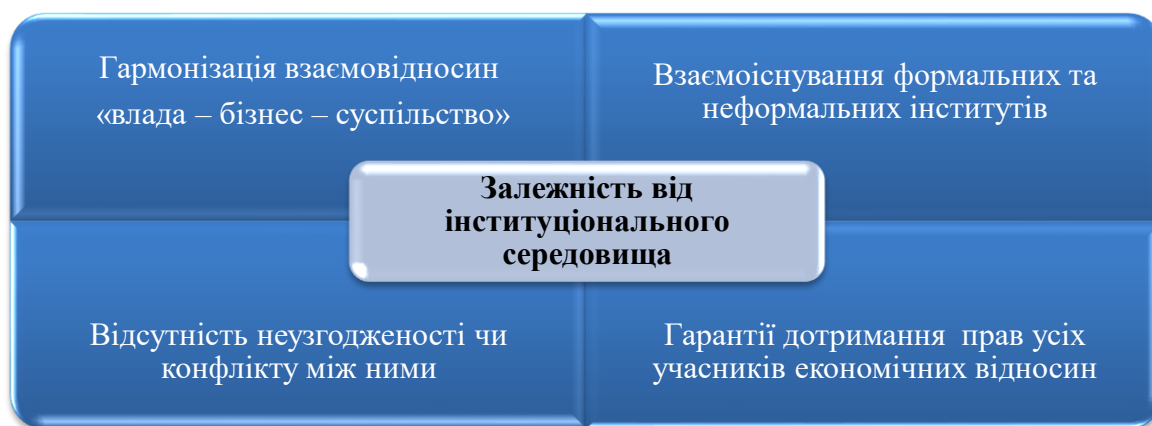 Гармонізація взаємовідносин
«влада – бізнес – суспільство»
Взаємоіснування формальних та
неформальних інститутів
Залежність від
інституціонального
середовища
Відсутність неузгодженості чи
конфлікту між ними
Гарантії дотримання прав усіх
учасників економічних відносин